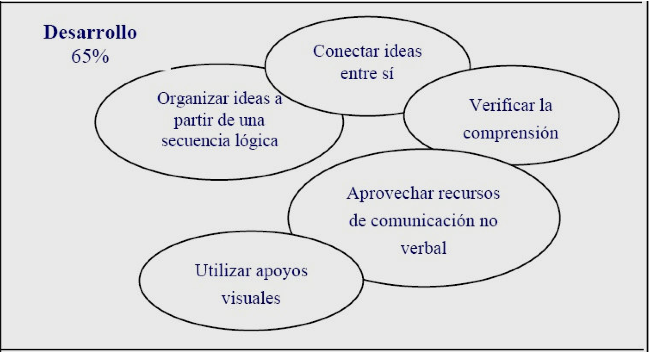 Desarrollo
65%
Conectar ideas
entre sí
Organizar ideas a
partir de una
secuencia lógica
Verificar la
comprensión
Aprovechar recursos
de comunicación no
verbal
Utilizar apoyos
visuales